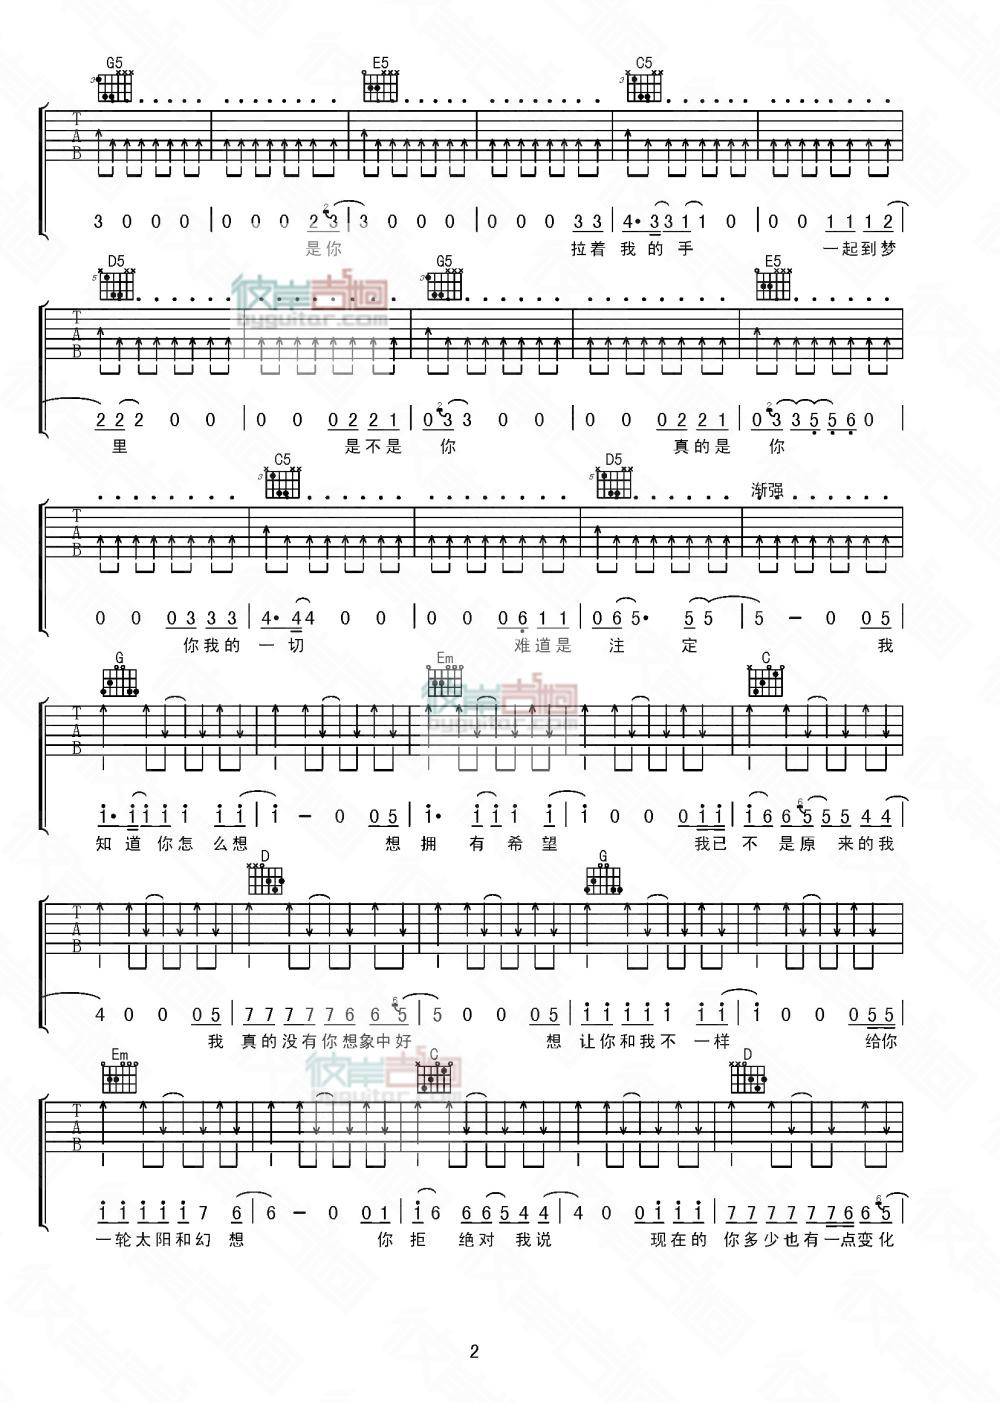 G5 E5 C5
3 0 0 0 | 0 0 0 2 3 | 3 0 0 0 | 0 0 0 3 3 | 4· 3 3 1 1 0 | 0 0 1 1 1 2 |
是你 拉着 我 的 手 一起到梦
D5 彼岸吉他 G5 E5
byguitar.com
2 2 2 0 0 | 0 0 0 2 2 1 | 0 3 3 0 0 | 0 0 0 2 2 1 | 0 3 3 5 5 6 0 |
里 是不是 你 真的是 你
C5 D5
渐强
0 0 0 3 3 3 | 4· 4 4 0 0 | 0 0 0 6 1 1 | 0 6 5· 5 5 | 5 - 0 0 5 |
你我的 一 切 难道是 注 定 我
G Em C
彼岸吉他
byguitar.com
i· i i i i i i | i - 0 0 5 | i· i i i i | i 0 0 0 i i | i 6 6 5 5 5 4 4 |
知 道 你怎 么想 想 拥 有 希 望 我已 不 是原 来的我
D G
4 0 0 0 5 | 7 7 7 7 7 6 6 5 | 5 0 0 0 5 | i i i i i i i | i 0 0 0 5 5 |
我 真的没有你想象中好 想 让你和我不 一样 给你
Em 彼岸吉他 C D
byguitar.com
i i i i i 7 6 | 6 - 0 0 1 | i 6 6 6 5 4 4 | 4 0 0 i i i | 7 7 7 7 7 7 6 6 6 5 |
一轮太阳和幻 想 你 拒 绝对 我说 现在的 你多少也有一点变化
2